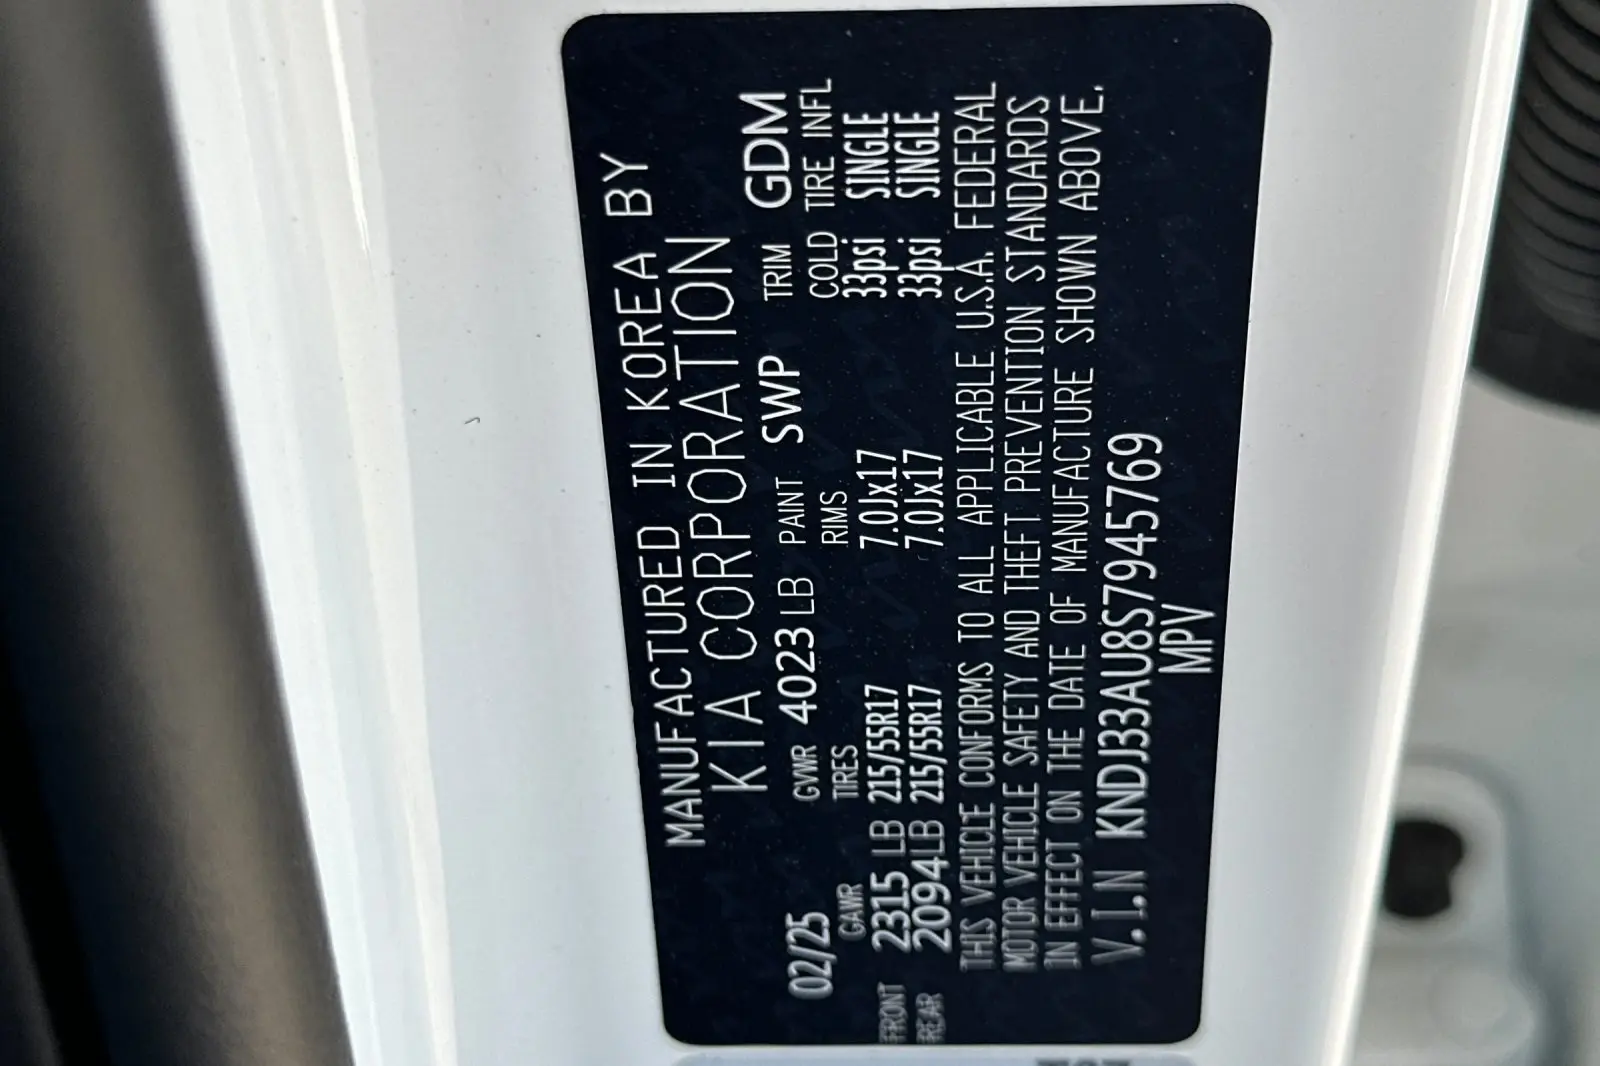 MANUFACTURED IN KOREA BY
KIA CORPORATION
02/25 GVWR 4023 LB PAINT SWP TRIM GDM
GAWR TIRES RIMS COLD TIRE INFL
FRONT 2315 LB 215/55R17 7.0Jx17 33psi SINGLE
REAR 2094LB 215/55R17 7.0Jx17 33psi SINGLE
THIS VEHICLE CONFORMS TO ALL APPLICABLE U.S.A. FEDERAL
MOTOR VEHICLE SAFETY AND THEFT PREVENTION STANDARDS
IN EFFECT ON THE DATE OF MANUFACTURE SHOWN ABOVE.
V.I.N KNDJ33AU8S7945769
MPV